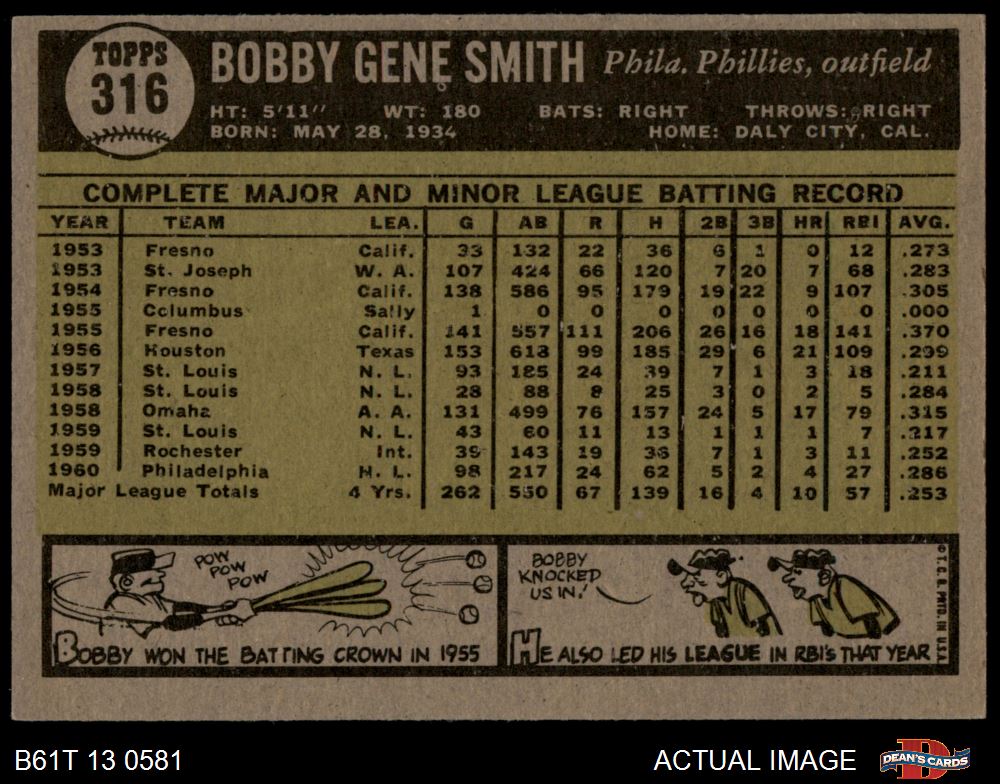 TOPPS
316
BOBBY GENE SMITH Phila. Phillies, outfield
HT: 5'11" WT: 180 BATS: RIGHT THROWS: RIGHT
BORN: MAY 28, 1934 HOME: DALY CITY, CAL.
COMPLETE MAJOR AND MINOR LEAGUE BATTING RECORD
YEAR TEAM LEA. G AB R H 2B 3B HR RBI AVG.
1953 Fresno Calif. 33 132 22 36 6 1 0 12 .273
1953 St. Joseph W. A. 107 424 66 120 7 20 7 68 .283
1954 Fresno Calif. 138 586 95 179 19 22 9 107 .305
1955 Columbus Sally 1 0 0 0 0 0 0 0 .000
1955 Fresno Calif. 141 557 111 206 26 16 18 141 .370
1956 Houston Texas 153 618 99 185 29 6 21 109 .299
1957 St. Louis N. L. 93 185 24 39 7 1 3 18 .211
1958 St. Louis N. L. 28 88 8 25 3 0 2 5 .284
1958 Omaha A. A. 131 499 76 157 24 5 17 79 .315
1959 St. Louis N. L. 43 60 11 13 1 1 1 7 .217
1959 Rochester Int. 39 143 19 36 7 1 3 11 .252
1960 Philadelphia N. L. 98 217 24 62 5 2 4 27 .286
Major League Totals 4 Yrs. 262 550 67 139 16 4 10 57 .253
POW
POW
POW
BOBBY WON THE BATTING CROWN IN 1955
BOBBY
KNOCKED
US IN!
HE ALSO LED HIS LEAGUE IN RBI's THAT YEAR
© T. C. G. PRTD. IN U.S.A.
B61T 13 0581 ACTUAL IMAGE
DEAN'S CARDS